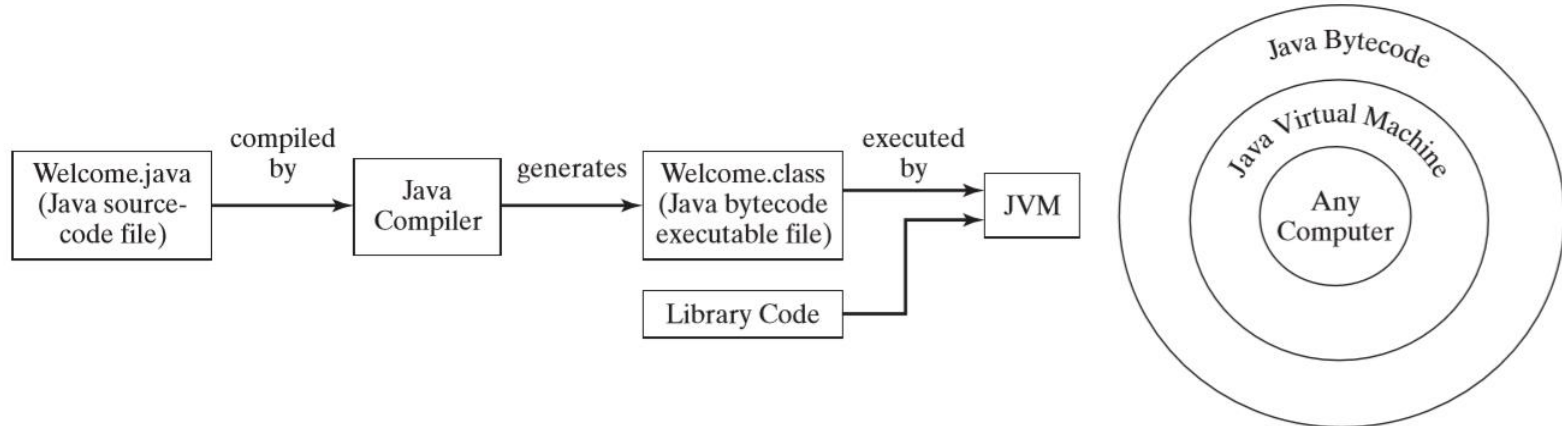 Welcome.java
(Java source-
code file)
compiled
by
Java
Compiler
generates
Welcome.class
(Java bytecode
executable file)
executed
by
Library Code
JVM
Java Bytecode
Java Virtual Machine
Any
Computer